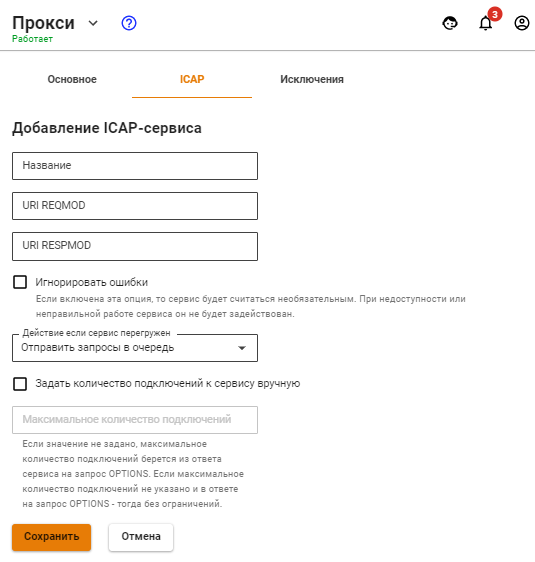 Прокси
3
Работает
Основное ICAP Исключения
Добавление ICAP-сервиса
Название
URI REQMOD
URI RESPMOD
Игнорировать ошибки
Если включена эта опция, то сервис будет считаться необязательным. При недоступности или
неправильной работе сервиса он не будет задействован.
Действие если сервис перегружен
Отправить запросы в очередь
Задать количество подключений к сервису вручную
Максимальное количество подключений
Если значение не задано, максимальное
количество подключений берется из ответа
сервиса на запрос OPTIONS. Если максимальное
количество подключений не указано и в ответе
на запрос OPTIONS - тогда без ограничений.
Сохранить Отмена